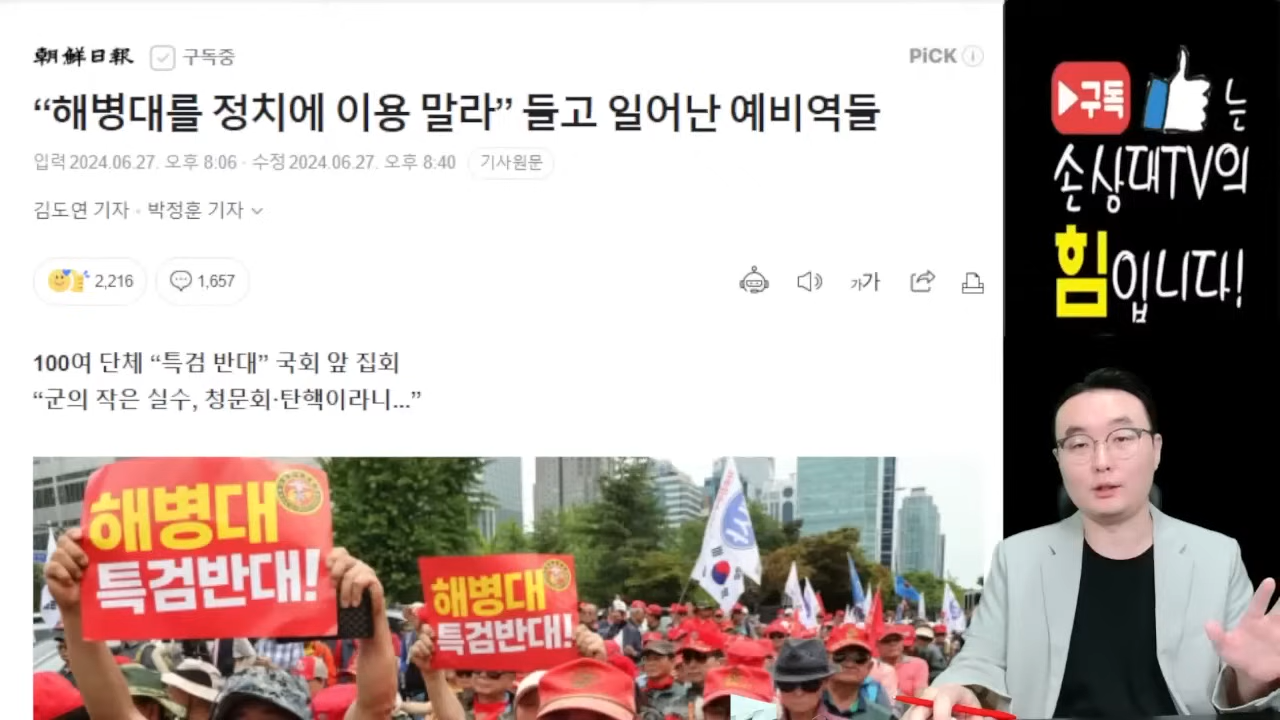 朝鮮日報 구독중
PiCK
“해병대를 정치에 이용 말라” 들고 일어난 예비역들
입력 2024.06.27. 오후 8:06 · 수정 2024.06.27. 오후 8:40 기사원문
김도연 기자 · 박정훈 기자
2,216 1,657
가가
100여 단체 “특검 반대” 국회 앞 집회
“군의 작은 실수, 청문회·탄핵이라니...”
해병대
특검반대!
해병대
특검반대!
구독 는
손상대TV의
힘입니다!